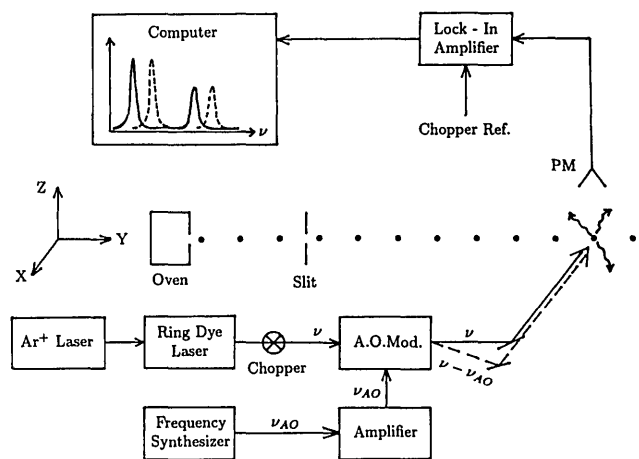 Computer
ν
Lock - In
Amplifier
Chopper Ref.
PM
Z
Y
X
Oven
Slit
Ar⁺ Laser
Ring Dye
Laser
Chopper
ν
A.O.Mod.
ν
ν − ν_AO
ν_AO
Frequency
Synthesizer
ν_AO
Amplifier